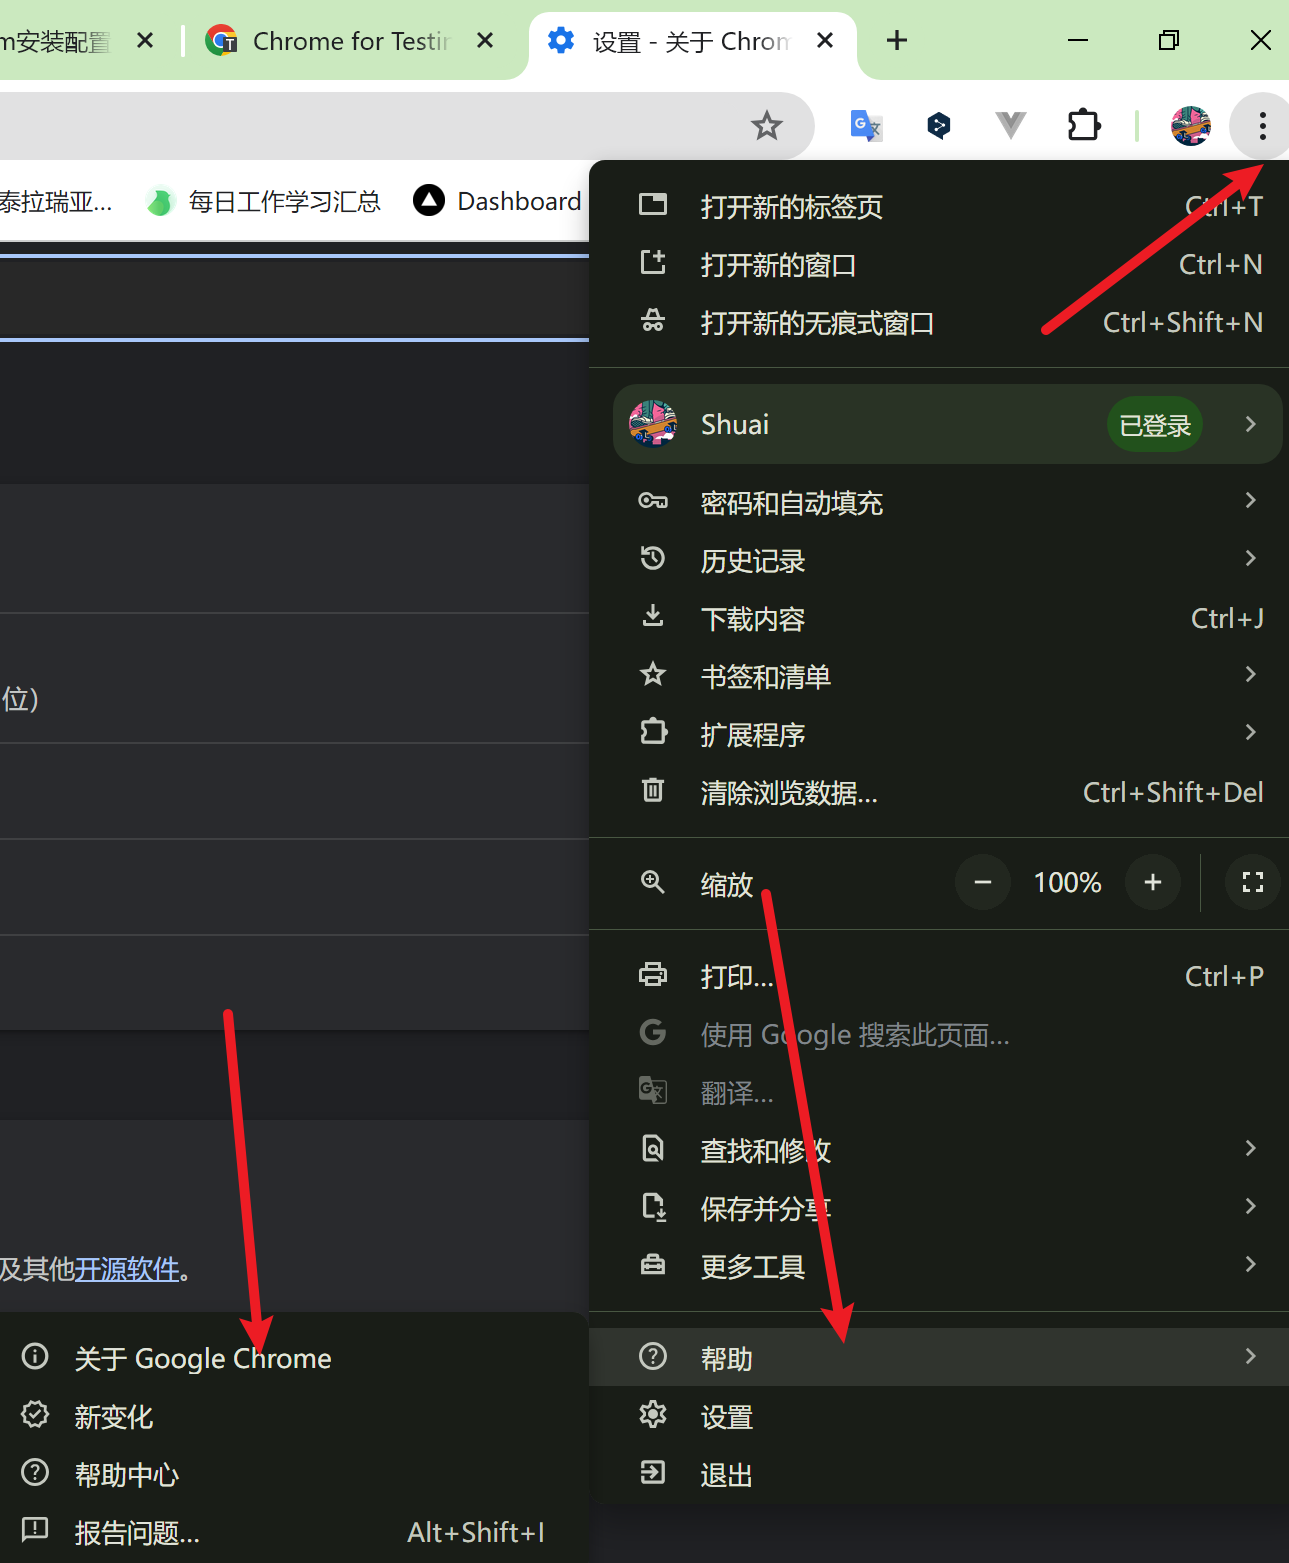 m安装配置
Chrome for Testin
设置 - 关于 Chrom
泰拉瑞亚...
每日工作学习汇总
Dashboard
打开新的标签页 Ctrl+T
打开新的窗口 Ctrl+N
打开新的无痕式窗口 Ctrl+Shift+N
Shuai 已登录
密码和自动填充
历史记录
下载内容 Ctrl+J
书签和清单
扩展程序
清除浏览数据... Ctrl+Shift+Del
缩放 100%
打印... Ctrl+P
使用 Google 搜索此页面...
翻译...
查找和修改
保存并分享
更多工具
帮助
设置
退出
位)
及其他开源软件。
关于 Google Chrome
新变化
帮助中心
报告问题... Alt+Shift+I